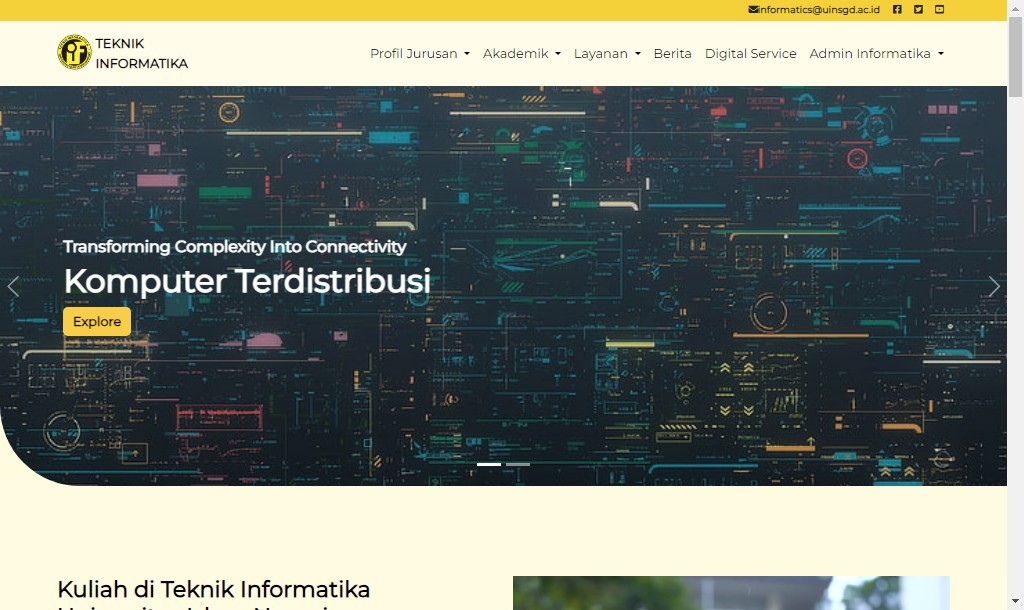 informatics@uinsgd.ac.id
TEKNIK
INFORMATIKA
Profil Jurusan Akademik Layanan Berita Digital Service Admin Informatika
Transforming Complexity Into Connectivity
Komputer Terdistribusi
Explore
Kuliah di Teknik Informatika